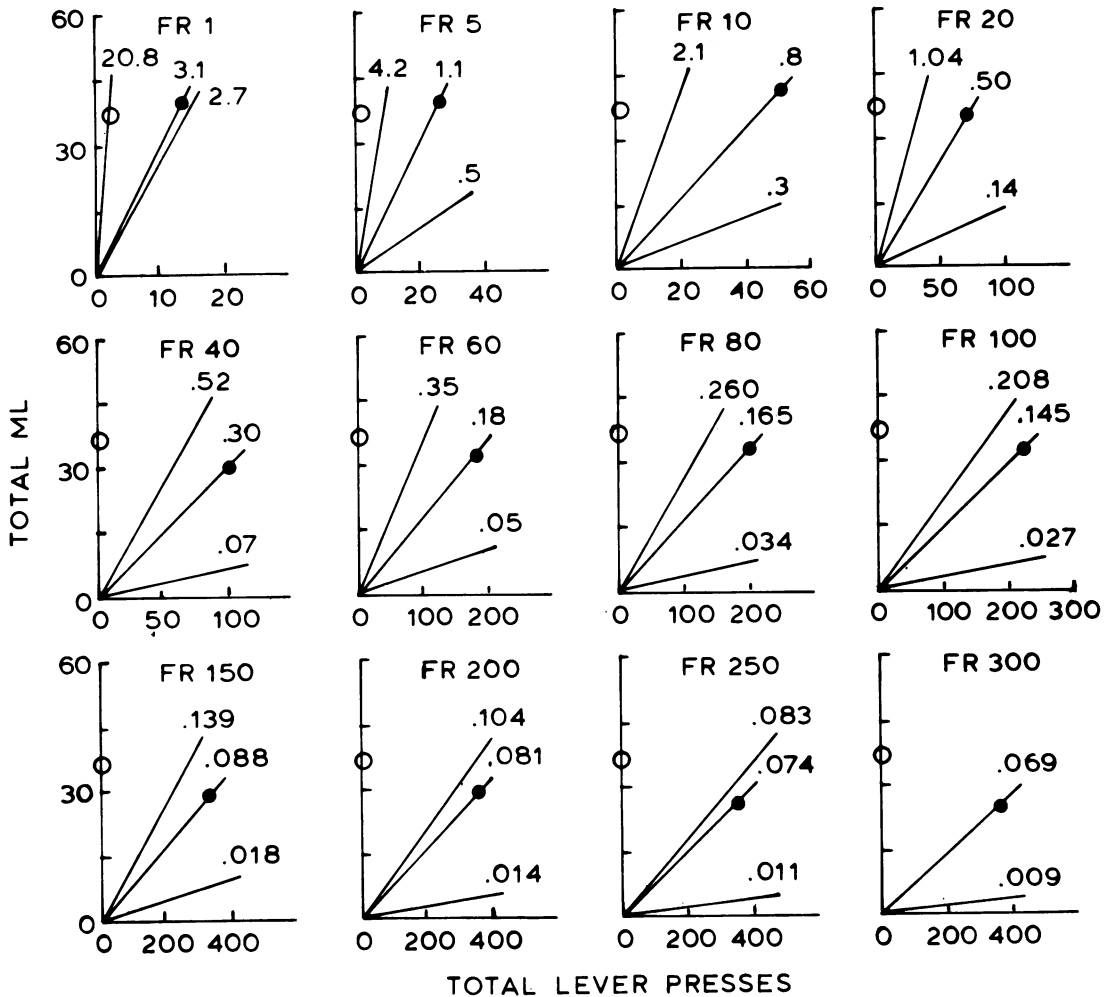 60
FR 1
FR 5
FR 10
FR 20
20.8
3.1
2.7
4.2
1.1
.5
2.1
.8
.3
1.04
.50
.14
30
0
0 10 20
0 20 40
0 20 40 60
0 50 100
60
FR 40
FR 60
FR 80
FR 100
.52
.30
.07
.35
.18
.05
.260
.165
.034
.208
.145
.027
30
0
0 50 100
0 100 200
0 100 200
0 100 200 300
60
FR 150
FR 200
FR 250
FR 300
.139
.088
.018
.104
.081
.014
.083
.074
.011
.069
.009
30
0
0 200 400
0 200 400
0 200 400
0 200 400
TOTAL ML
TOTAL LEVER PRESSES